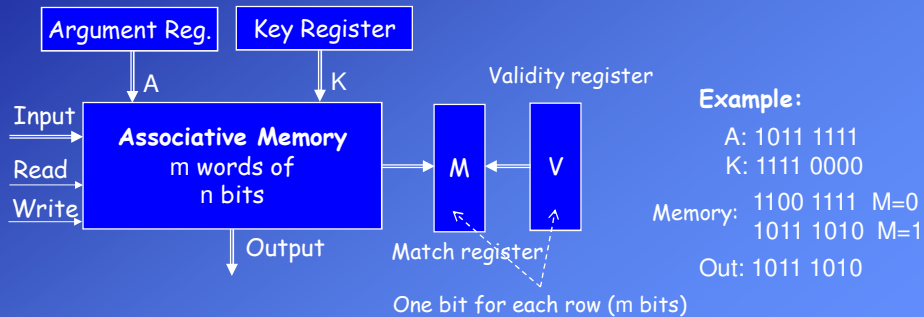 Argument Reg.
Key Register
A
K
Validity register
Input
Read
Write
Associative Memory
m words of
n bits
M
V
Output
Match register
One bit for each row (m bits)
Example:
A: 1011 1111
K: 1111 0000
Memory: 1100 1111 M=0
1011 1010 M=1
Out: 1011 1010